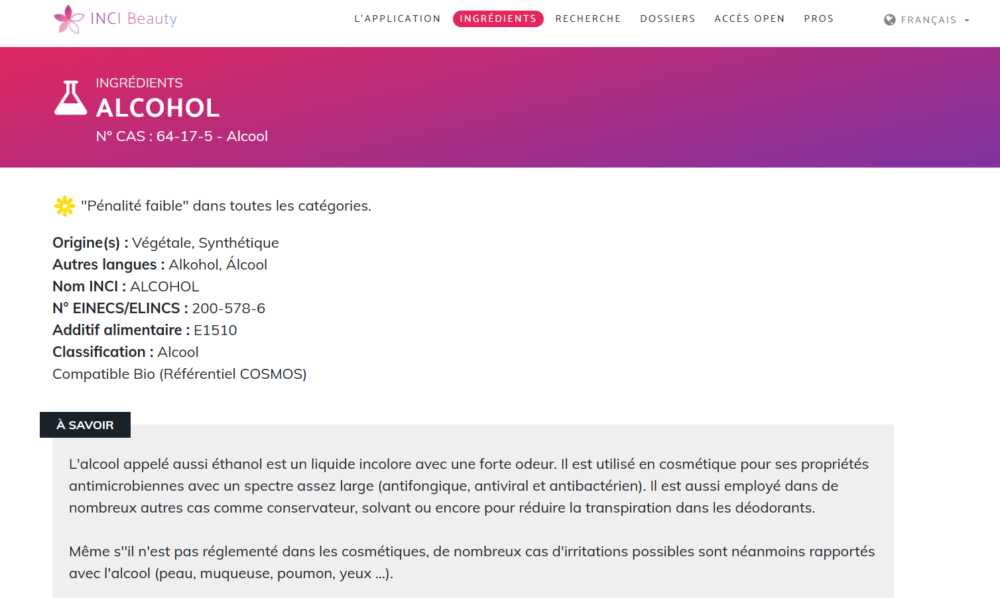 INCI Beauty
L'APPLICATION
INGRÉDIENTS
RECHERCHE
DOSSIERS
ACCÈS OPEN
PROS
FRANÇAIS
INGRÉDIENTS
ALCOHOL
N° CAS : 64-17-5 - Alcool
"Pénalité faible" dans toutes les catégories.
Origine(s) : Végétale, Synthétique
Autres langues : Alkohol, Álcool
Nom INCI : ALCOHOL
N° EINECS/ELINCS : 200-578-6
Additif alimentaire : E1510
Classification : Alcool
Compatible Bio (Référentiel COSMOS)
À SAVOIR
L'alcool appelé aussi éthanol est un liquide incolore avec une forte odeur. Il est utilisé en cosmétique pour ses propriétés
antimicrobiennes avec un spectre assez large (antifongique, antiviral et antibactérien). Il est aussi employé dans de
nombreux autres cas comme conservateur, solvant ou encore pour réduire la transpiration dans les déodorants.
Même s''il n'est pas réglementé dans les cosmétiques, de nombreux cas d'irritations possibles sont néanmoins rapportés
avec l'alcool (peau, muqueuse, poumon, yeux ...).